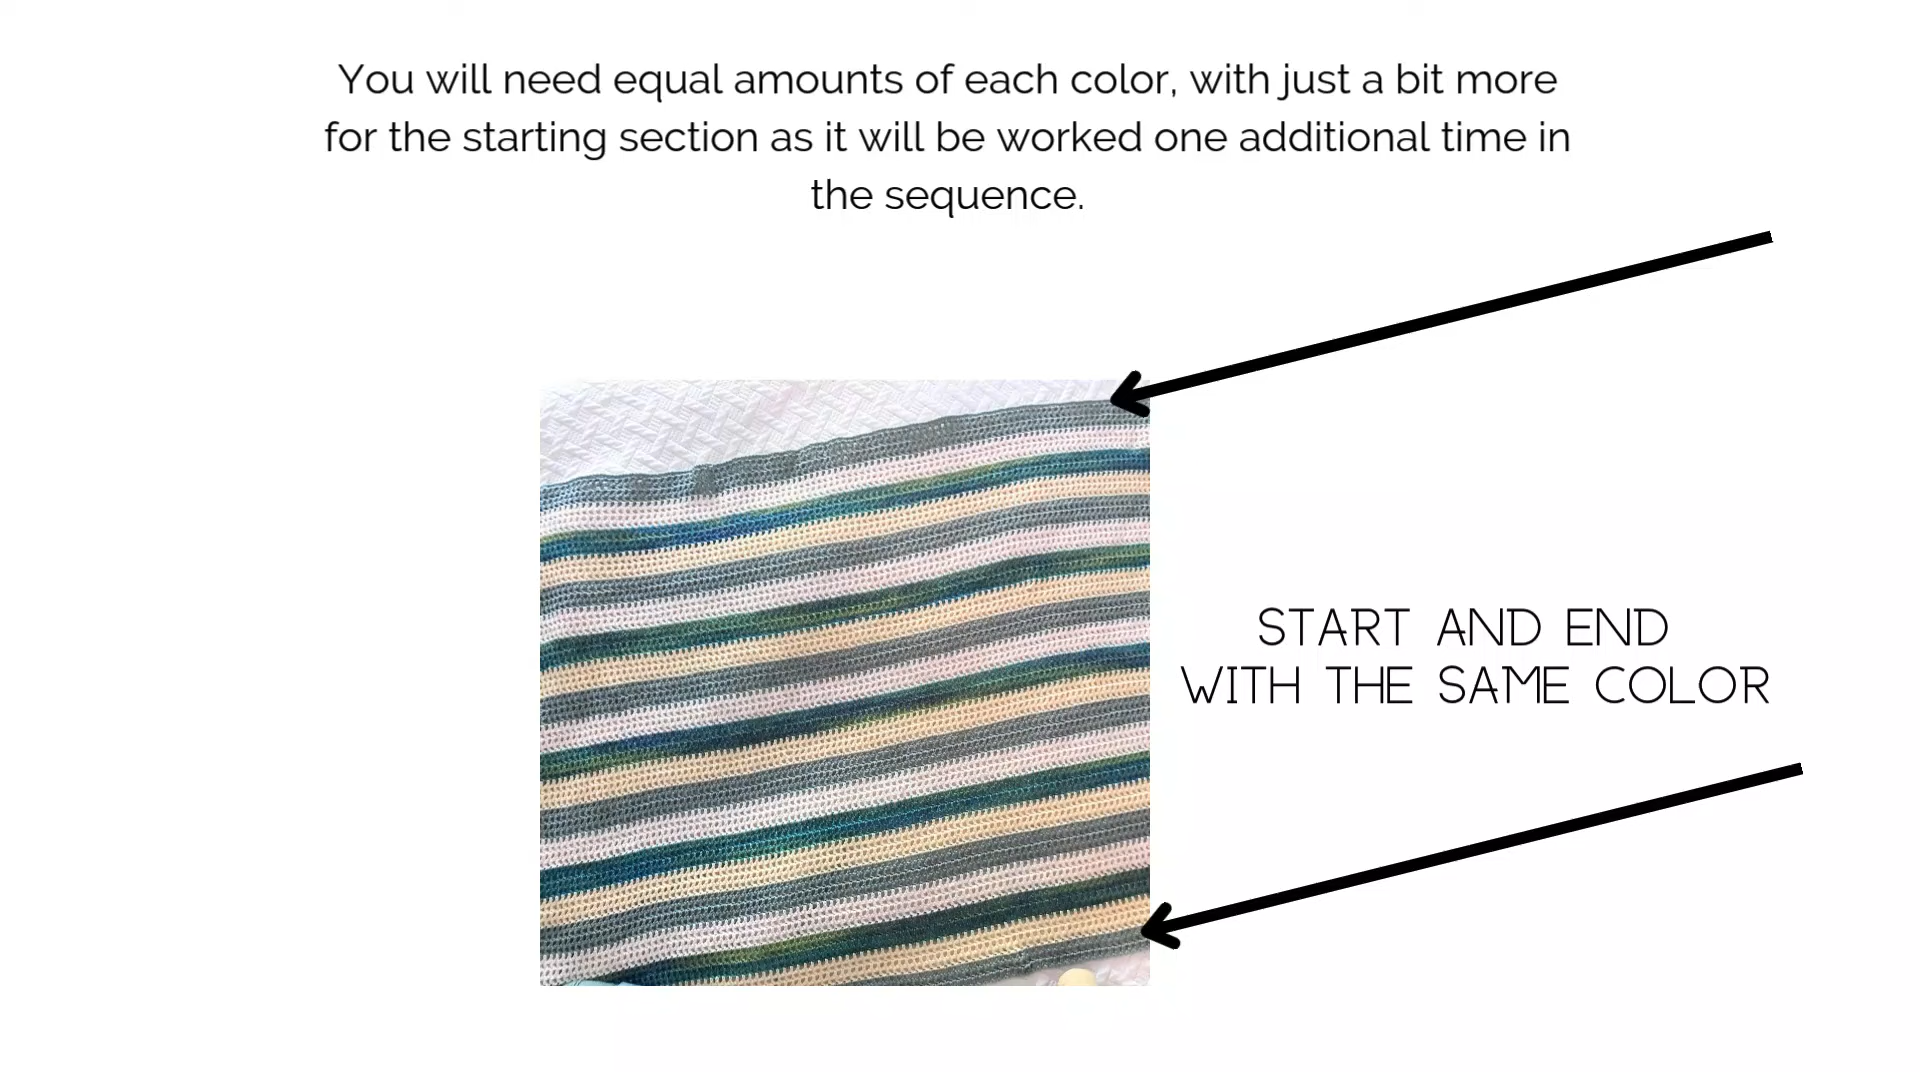 You will need equal amounts of each color, with just a bit more
for the starting section as it will be worked one additional time in
the sequence.
START AND END
WITH THE SAME COLOR